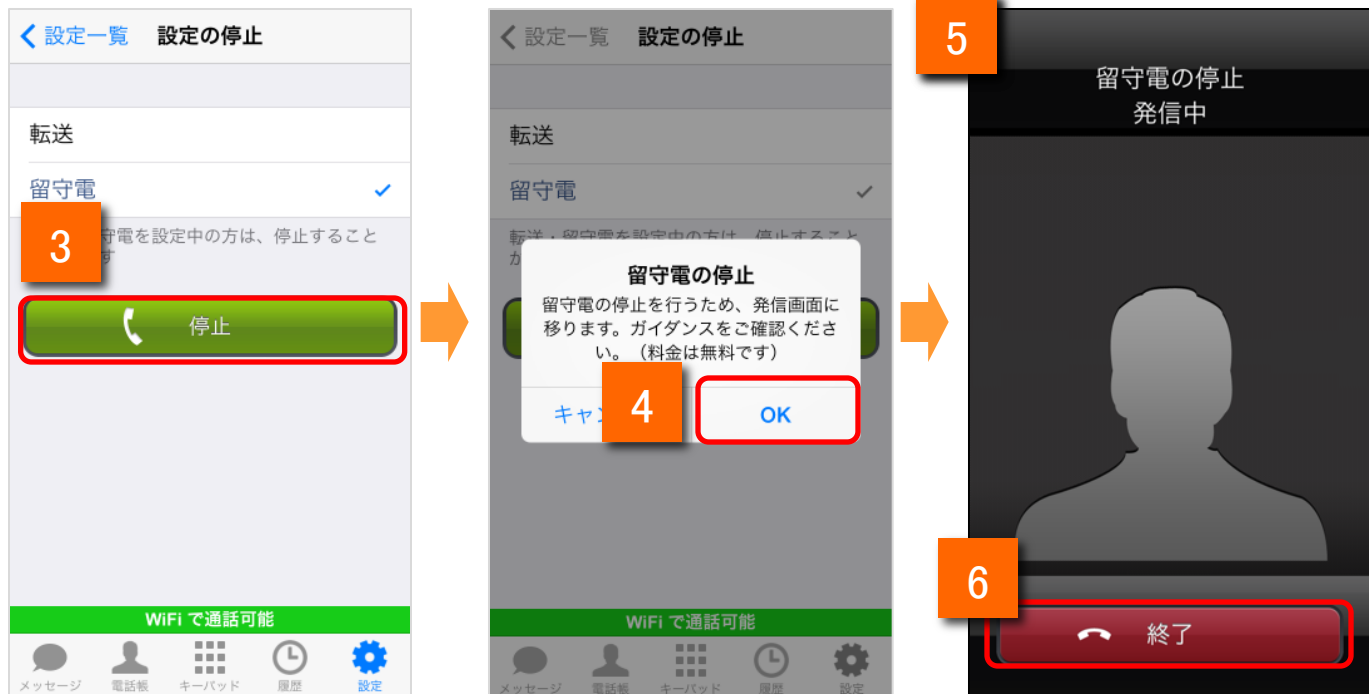 設定一覧 設定の停止
転送
留守電
3
守電を設定中の方は、停止すること
す
停止
WiFi で通話可能
メッセージ 電話帳 キーパッド 履歴 設定
設定一覧 設定の停止
転送
留守電
転送・留守電を設定中の方は、停止すること
か
留守電の停止
留守電の停止を行うため、発信画面に
移ります。ガイダンスをご確認くださ
い。(料金は無料です)
キャン
4
OK
WiFi で通話可能
メッセージ 電話帳 キーパッド 履歴 設定
5
留守電の停止
発信中
6
終了